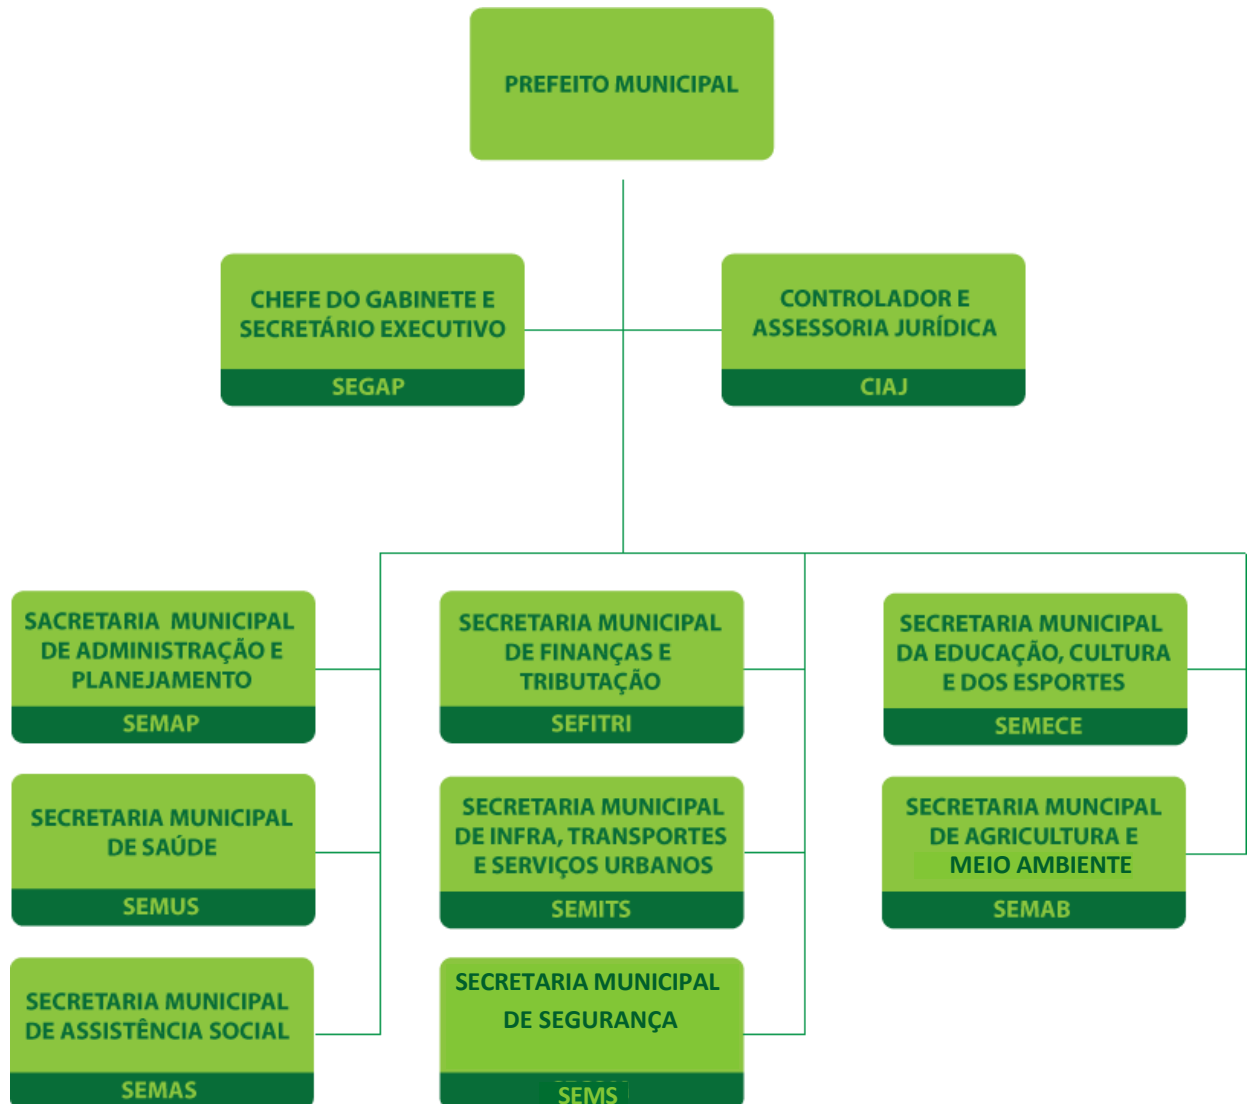 PREFEITO MUNICIPAL
CHEFE DO GABINETE E
SECRETÁRIO EXECUTIVO
SEGAP
CONTROLADOR E
ASSESSORIA JURÍDICA
CIAJ
SACRETARIA MUNICIPAL
DE ADMINISTRAÇÃO E
PLANEJAMENTO
SEMAP
SECRETARIA MUNICIPAL
DE FINANÇAS E
TRIBUTAÇÃO
SEFITRI
SECRETARIA MUNICIPAL
DA EDUCAÇÃO, CULTURA
E DOS ESPORTES
SEMECE
SECRETARIA MUNICIPAL
DE SAÚDE
SEMUS
SECRETARIA MUNICIPAL
DE INFRA, TRANSPORTES
E SERVIÇOS URBANOS
SEMITS
SECRETARIA MUNCIPAL
DE AGRICULTURA E
MEIO AMBIENTE
SEMAB
SECRETARIA MUNICIPAL
DE ASSISTÊNCIA SOCIAL
SEMAS
SECRETARIA MUNICIPAL
DE SEGURANÇA
SEMS